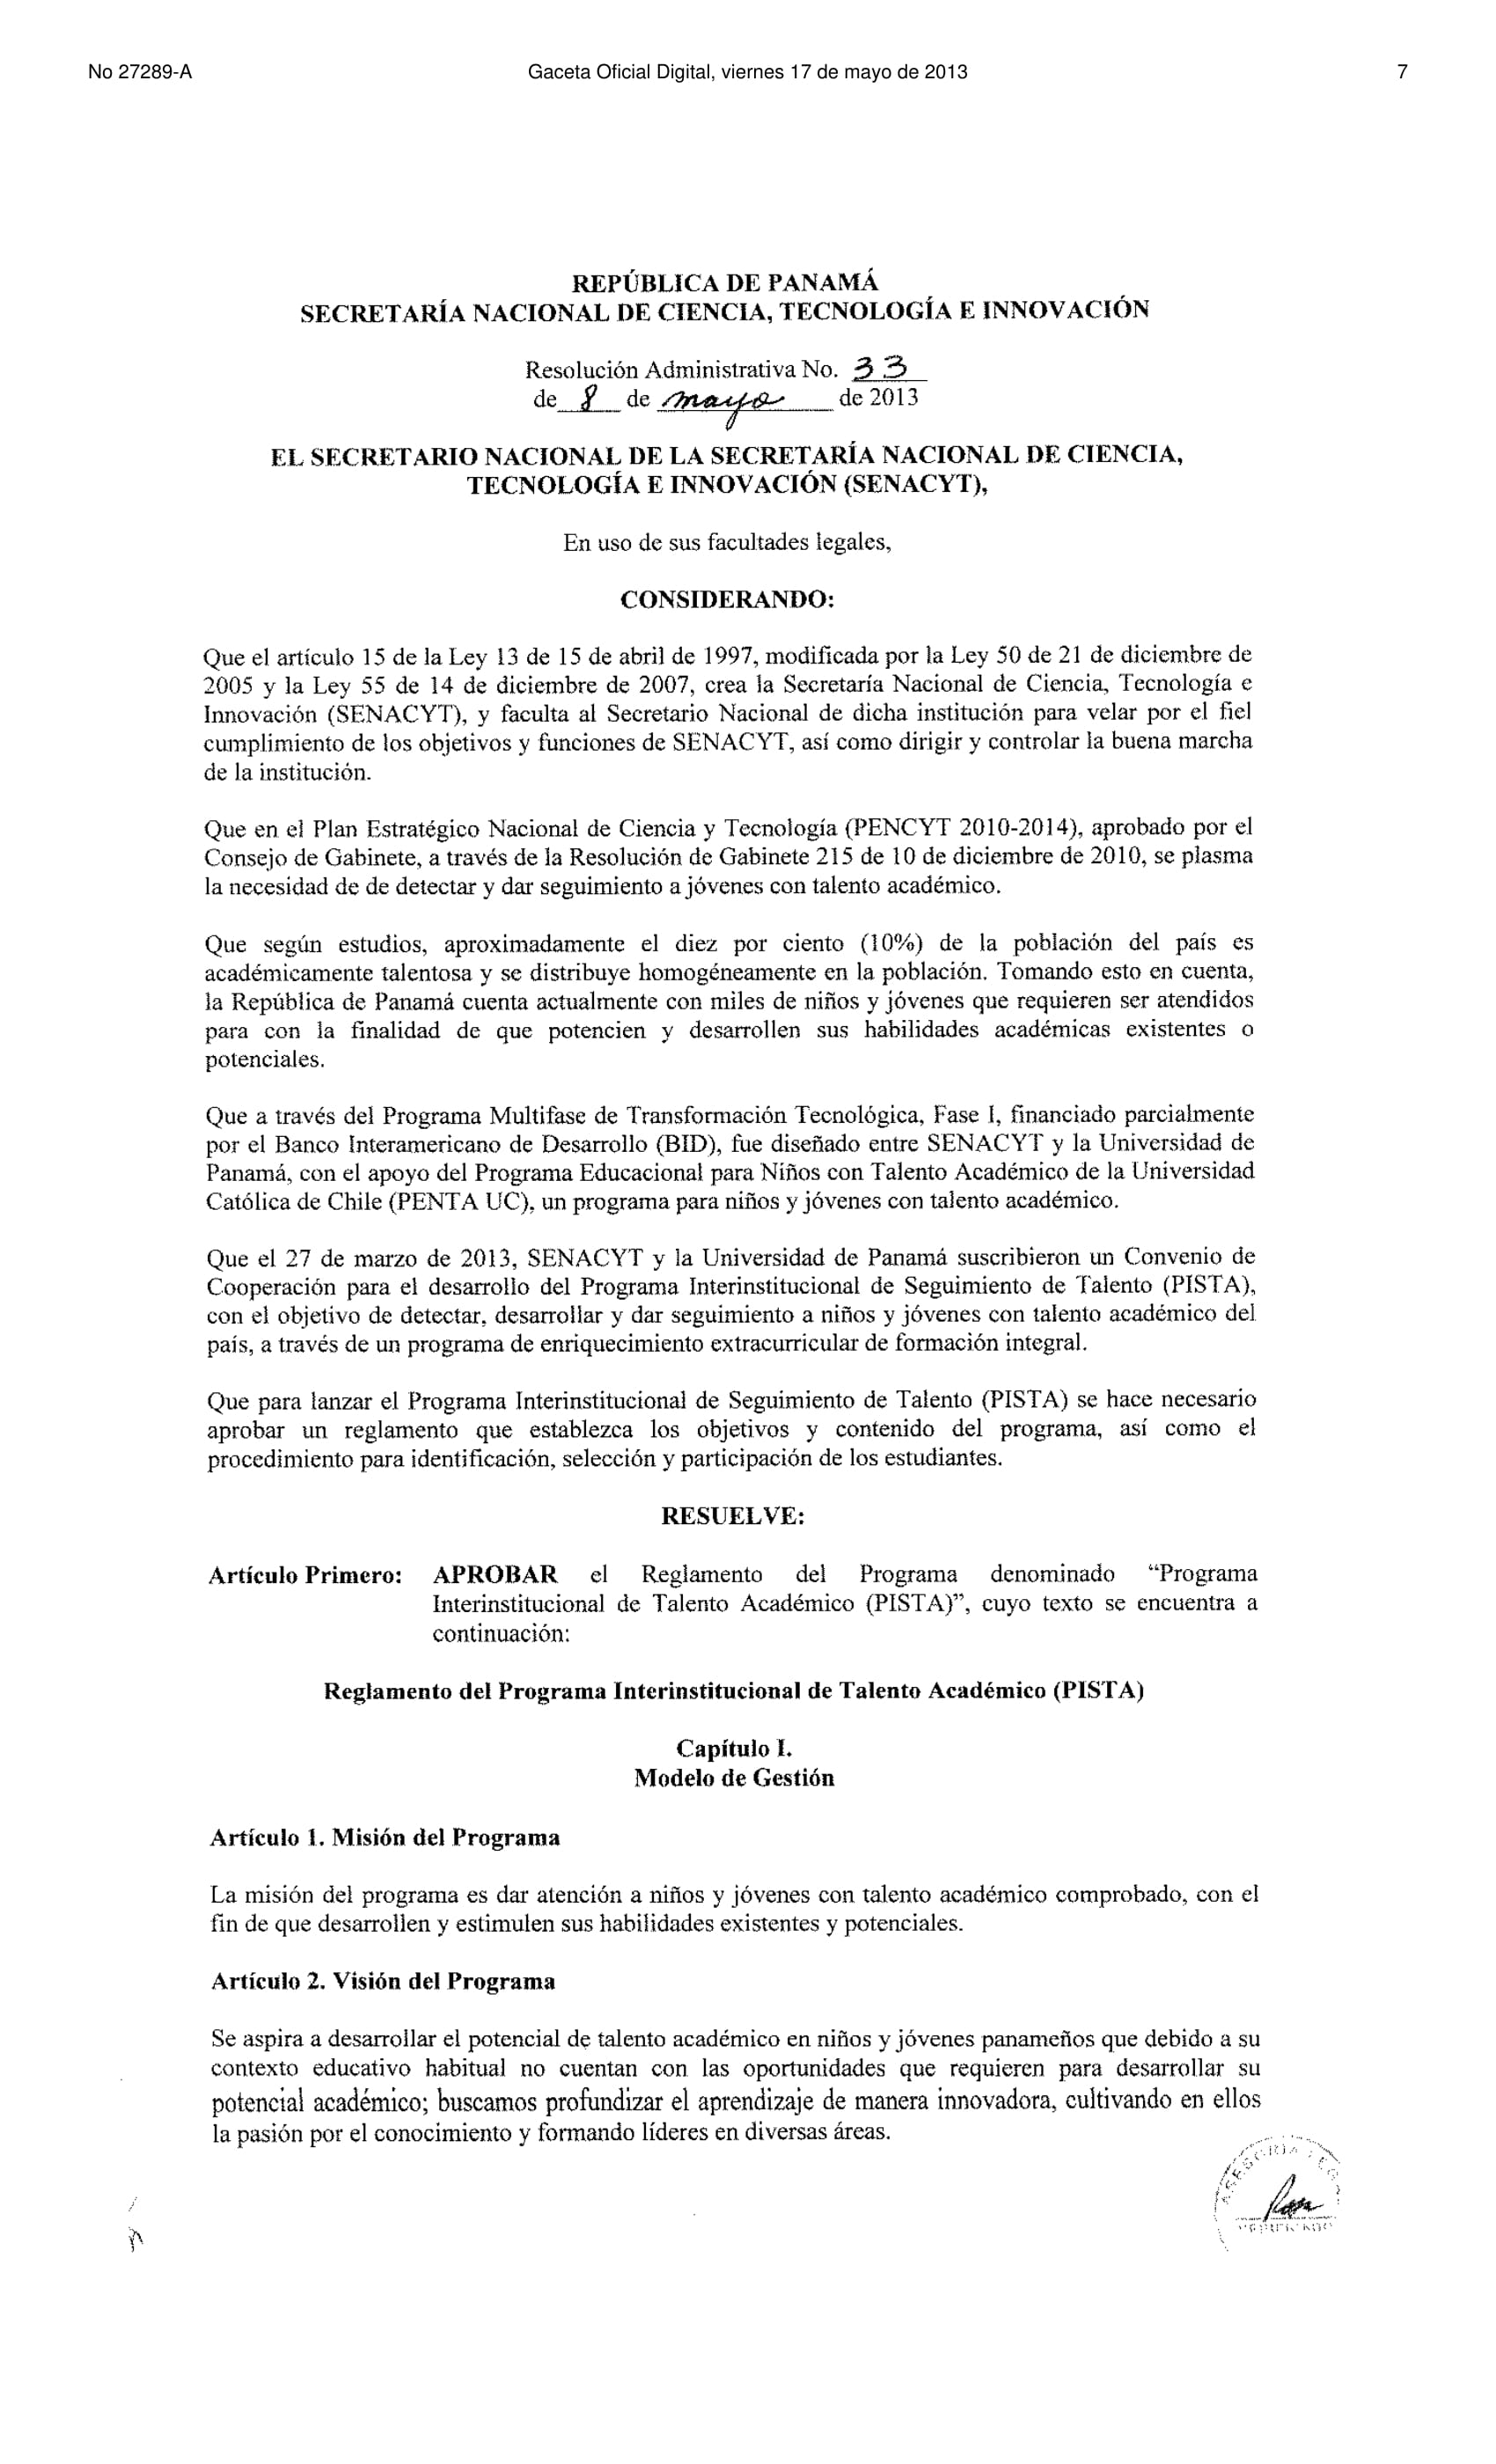 No 27289-A
Gaceta Oficial Digital, viernes 17 de mayo de 2013
7
REPÚBLICA DE PANAMÁ
SECRETARÍA NACIONAL DE CIENCIA, TECNOLOGÍA E INNOVACIÓN
Resolución Administrativa No. 33
de 8 de mayo de 2013
EL SECRETARIO NACIONAL DE LA SECRETARÍA NACIONAL DE CIENCIA,
TECNOLOGÍA E INNOVACIÓN (SENACYT),
En uso de sus facultades legales,
CONSIDERANDO:
Que el artículo 15 de la Ley 13 de 15 de abril de 1997, modificada por la Ley 50 de 21 de diciembre de
2005 y la Ley 55 de 14 de diciembre de 2007, crea la Secretaría Nacional de Ciencia, Tecnología e
Innovación (SENACYT), y faculta al Secretario Nacional de dicha institución para velar por el fiel
cumplimiento de los objetivos y funciones de SENACYT, así como dirigir y controlar la buena marcha
de la institución.
Que en el Plan Estratégico Nacional de Ciencia y Tecnología (PENCYT 2010-2014), aprobado por el
Consejo de Gabinete, a través de la Resolución de Gabinete 215 de 10 de diciembre de 2010, se plasma
la necesidad de de detectar y dar seguimiento a jóvenes con talento académico.
Que según estudios, aproximadamente el diez por ciento (10%) de la población del país es
académicamente talentosa y se distribuye homogéneamente en la población. Tomando esto en cuenta,
la República de Panamá cuenta actualmente con miles de niños y jóvenes que requieren ser atendidos
para con la finalidad de que potencien y desarrollen sus habilidades académicas existentes o
potenciales.
Que a través del Programa Multifase de Transformación Tecnológica, Fase I, financiado parcialmente
por el Banco Interamericano de Desarrollo (BID), fue diseñado entre SENACYT y la Universidad de
Panamá, con el apoyo del Programa Educacional para Niños con Talento Académico de la Universidad
Católica de Chile (PENTA UC), un programa para niños y jóvenes con talento académico.
Que el 27 de marzo de 2013, SENACYT y la Universidad de Panamá suscribieron un Convenio de
Cooperación para el desarrollo del Programa Interinstitucional de Seguimiento de Talento (PISTA),
con el objetivo de detectar, desarrollar y dar seguimiento a niños y jóvenes con talento académico del
país, a través de un programa de enriquecimiento extracurricular de formación integral.
Que para lanzar el Programa Interinstitucional de Seguimiento de Talento (PISTA) se hace necesario
aprobar un reglamento que establezca los objetivos y contenido del programa, así como el
procedimiento para identificación, selección y participación de los estudiantes.
RESUELVE:
Artículo Primero: APROBAR el Reglamento del Programa denominado “Programa
Interinstitucional de Talento Académico (PISTA)”, cuyo texto se encuentra a
continuación:
Reglamento del Programa Interinstitucional de Talento Académico (PISTA)
Capítulo I.
Modelo de Gestión
Artículo 1. Misión del Programa
La misión del programa es dar atención a niños y jóvenes con talento académico comprobado, con el
fin de que desarrollen y estimulen sus habilidades existentes y potenciales.
Artículo 2. Visión del Programa
Se aspira a desarrollar el potencial de talento académico en niños y jóvenes panameños que debido a su
contexto educativo habitual no cuentan con las oportunidades que requieren para desarrollar su
potencial académico; buscamos profundizar el aprendizaje de manera innovadora, cultivando en ellos
la pasión por el conocimiento y formando líderes en diversas áreas.